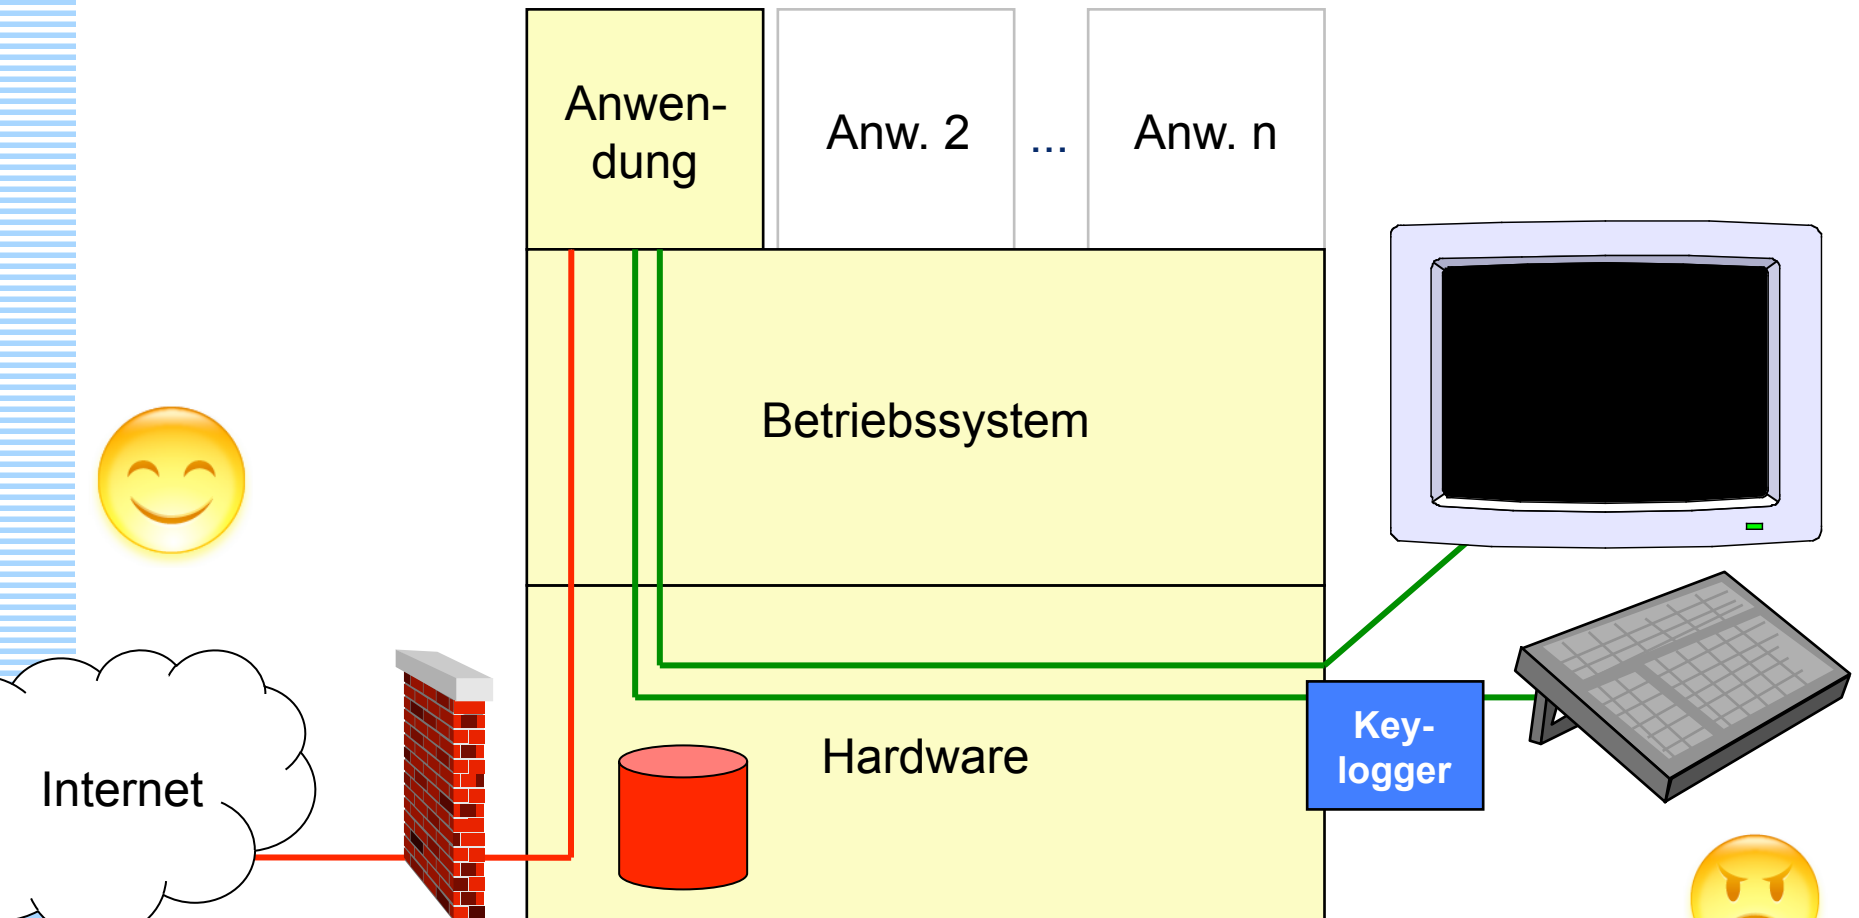 Anwen-
dung
Anw. 2
...
Anw. n
Betriebssystem
Key-
logger
Hardware
Internet